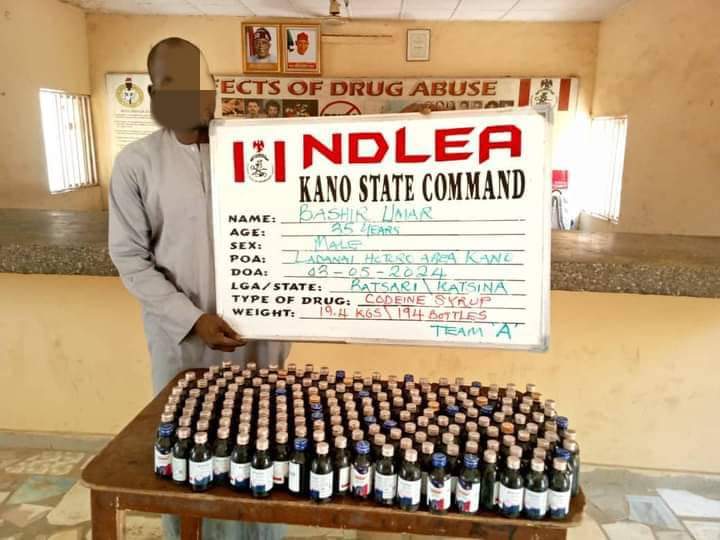 FECTS OF DRUG ABUSE
NDLEA
KANO STATE COMMAND
NAME: BASHIR UMAR
AGE: 35 YEARS
SEX: MALE
POA: LADANAI HOTORO AREA KANO
DOA: 03-05-2024
LGA/STATE: BATSARI\KATSINA
TYPE OF DRUG: CODEINE SYRUP
WEIGHT: 19.4 KGS\194 BOTTLES
TEAM 'A'